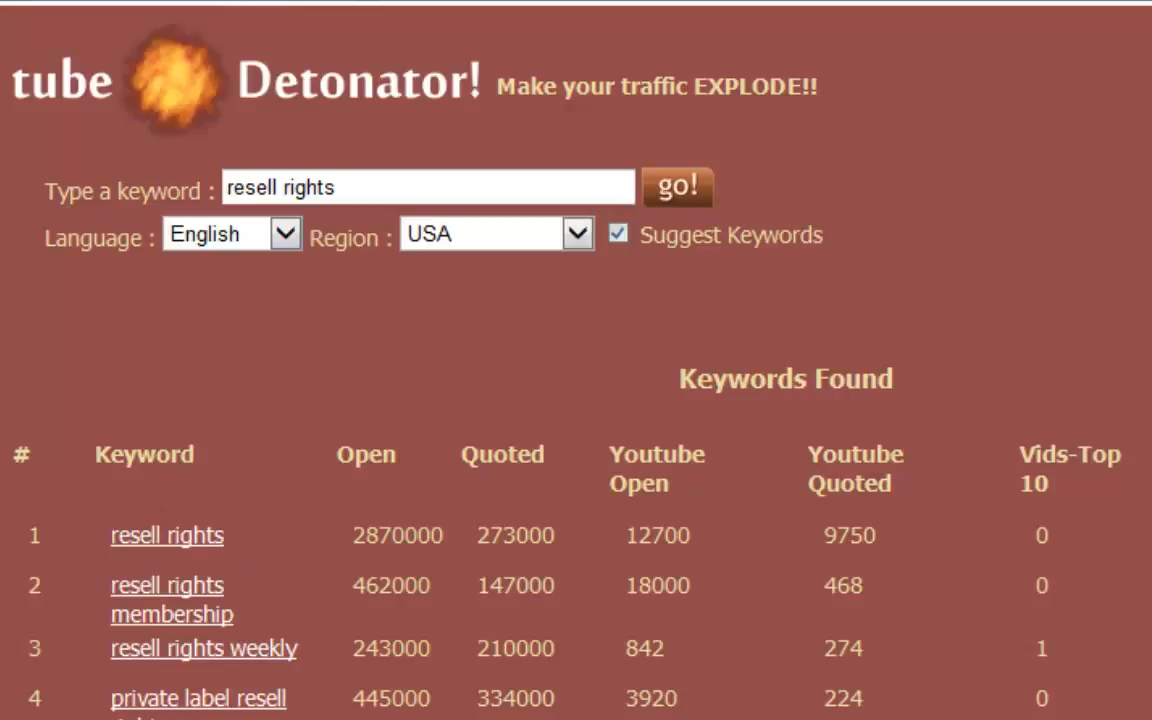 tube Detonator! Make your traffic EXPLODE!!
Type a keyword : resell rights go!
Language : English Region : USA Suggest Keywords
Keywords Found
# Keyword Open Quoted Youtube Open Youtube Quoted Vids-Top 10
1 resell rights 2870000 273000 12700 9750 0
2 resell rights membership 462000 147000 18000 468 0
3 resell rights weekly 243000 210000 842 274 1
4 private label resell 445000 334000 3920 224 0